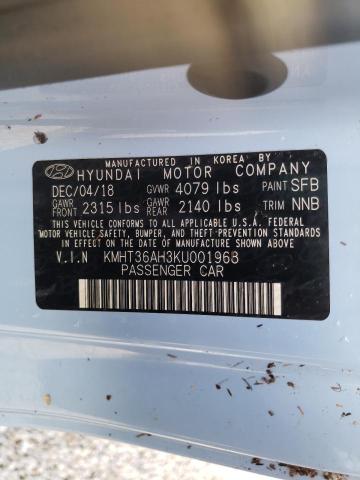 MANUFACTURED IN KOREA BY
HYUNDAI MOTOR COMPANY
DEC/04/18 GVWR 4079 lbs PAINT SFB
GAWR FRONT 2315 lbs GAWR REAR 2140 lbs TRIM NNB
THIS VEHICLE CONFORMS TO ALL APPLICABLE U.S.A. FEDERAL
MOTOR VEHICLE SAFETY, BUMPER, AND THEFT PREVENTION
STANDARDS IN EFFECT ON THE DATE OF MANUFACTURE SHOWN ABOVE.
V.I.N KMHT36AH3KU001963
PASSENGER CAR